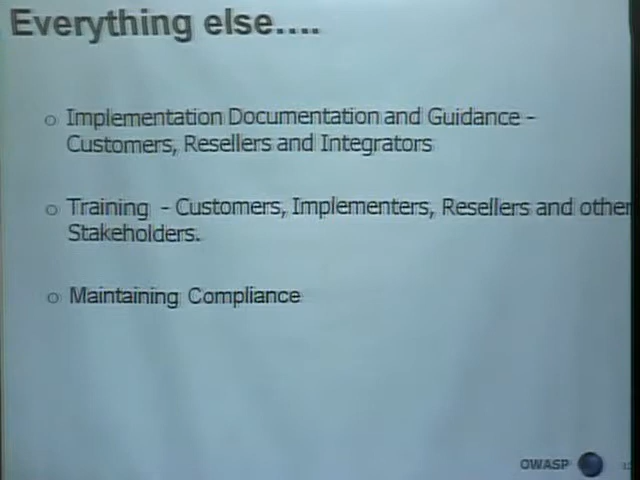 Everything else....
o Implementation Documentation and Guidance -
Customers, Resellers and Integrators
o Training - Customers, Implementers, Resellers and other
Stakeholders.
o Maintaining Compliance
OWASP